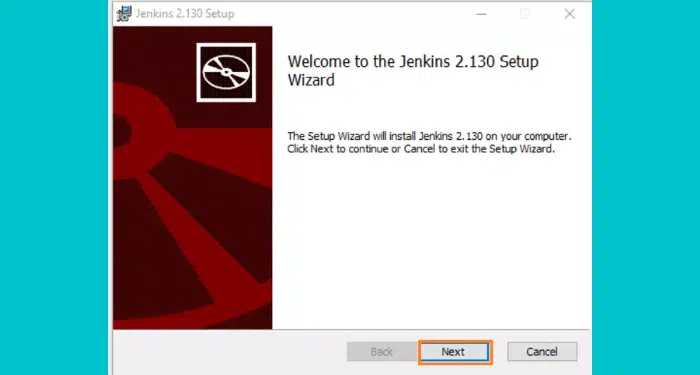 Jenkins 2.130 Setup
Welcome to the Jenkins 2.130 Setup
Wizard
The Setup Wizard will install Jenkins 2.130 on your computer.
Click Next to continue or Cancel to exit the Setup Wizard.
Back
Next
Cancel